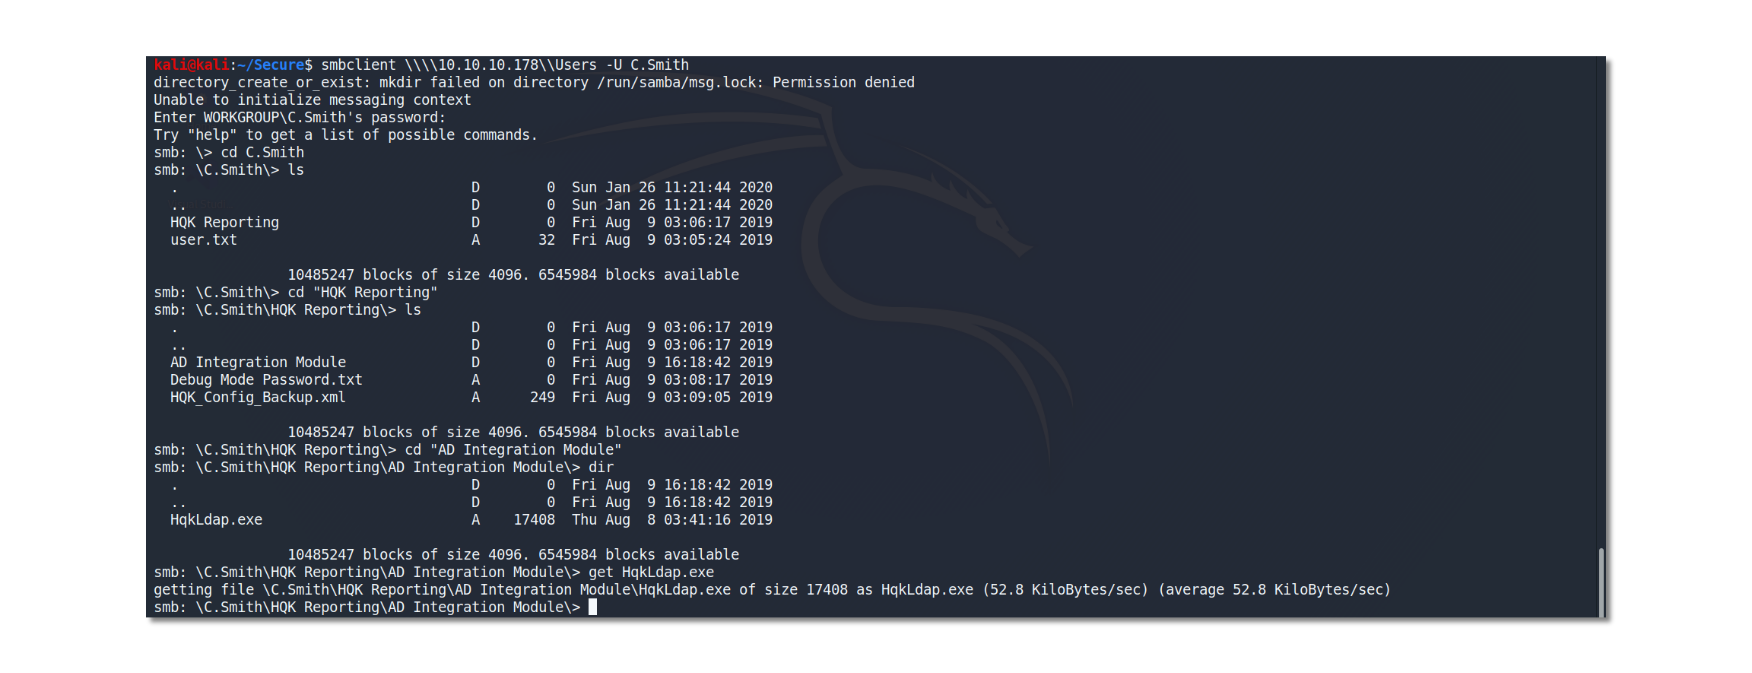 kali@kali:~/Secure$ smbclient \\\\10.10.10.178\\Users -U C.Smith
directory_create_or_exist: mkdir failed on directory /run/samba/msg.lock: Permission denied
Unable to initialize messaging context
Enter WORKGROUP\C.Smith's password:
Try "help" to get a list of possible commands.
smb: \> cd C.Smith
smb: \C.Smith\> ls
  .                                   D        0  Sun Jan 26 11:21:44 2020
  ..                                  D        0  Sun Jan 26 11:21:44 2020
  HQK Reporting                       D        0  Fri Aug  9 03:06:17 2019
  user.txt                            A       32  Fri Aug  9 03:05:24 2019
                10485247 blocks of size 4096. 6545984 blocks available
smb: \C.Smith\> cd "HQK Reporting"
smb: \C.Smith\HQK Reporting\> ls
  .                                   D        0  Fri Aug  9 03:06:17 2019
  ..                                  D        0  Fri Aug  9 03:06:17 2019
  AD Integration Module               D        0  Fri Aug  9 16:18:42 2019
  Debug Mode Password.txt             A        0  Fri Aug  9 03:08:17 2019
  HQK_Config_Backup.xml               A      249  Fri Aug  9 03:09:05 2019
                10485247 blocks of size 4096. 6545984 blocks available
smb: \C.Smith\HQK Reporting\> cd "AD Integration Module"
smb: \C.Smith\HQK Reporting\AD Integration Module\> dir
  .                                   D        0  Fri Aug  9 16:18:42 2019
  ..                                  D        0  Fri Aug  9 16:18:42 2019
  HqkLdap.exe                         A    17408  Thu Aug  8 03:41:16 2019
                10485247 blocks of size 4096. 6545984 blocks available
smb: \C.Smith\HQK Reporting\AD Integration Module\> get HqkLdap.exe
getting file \C.Smith\HQK Reporting\AD Integration Module\HqkLdap.exe of size 17408 as HqkLdap.exe (52.8 KiloBytes/sec) (average 52.8 KiloBytes/sec)
smb: \C.Smith\HQK Reporting\AD Integration Module\>